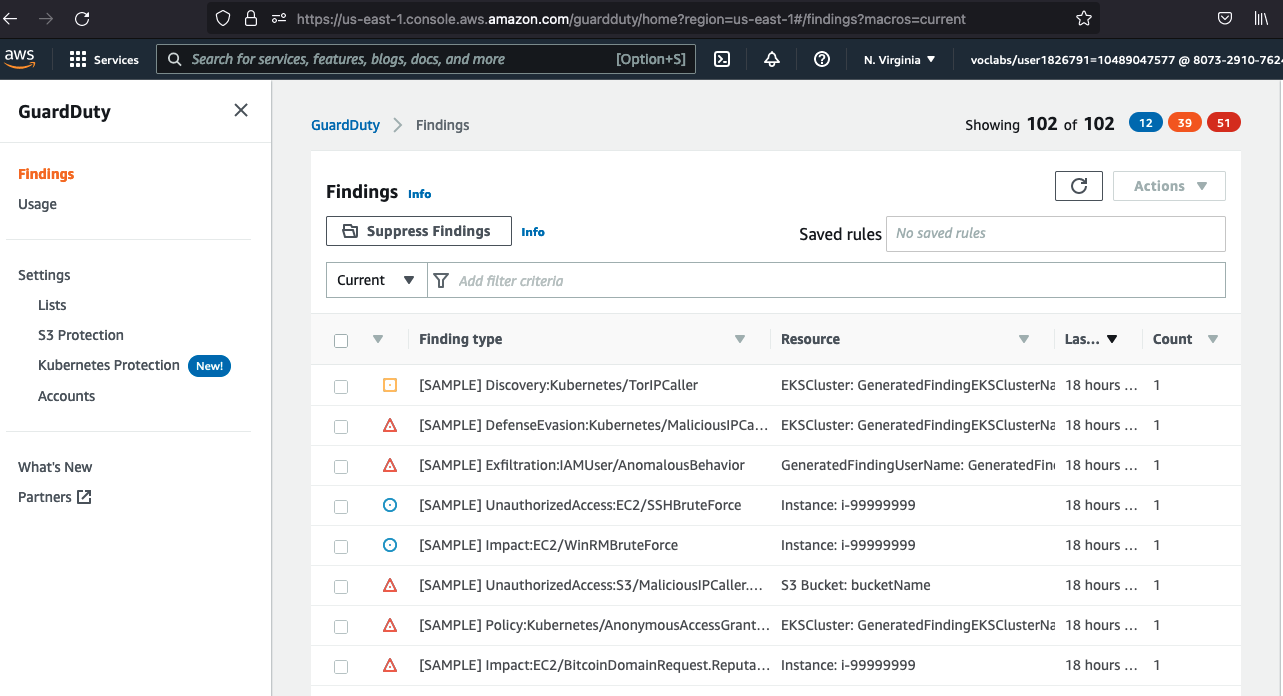 https://us-east-1.console.aws.amazon.com/guardduty/home?region=us-east-1#/findings?macros=current
aws
Services
Search for services, features, blogs, docs, and more
[Option+S]
N. Virginia
voclabs/user1826791=10489047577 @ 8073-2910-7624
GuardDuty
Findings
Usage
Settings
Lists
S3 Protection
Kubernetes Protection New!
Accounts
What's New
Partners
GuardDuty Findings
Showing 102 of 102 12 39 51
Findings Info
Actions
Suppress Findings Info
Saved rules No saved rules
Current Add filter criteria
Finding type Resource Las... Count
[SAMPLE] Discovery:Kubernetes/TorIPCaller EKSCluster: GeneratedFindingEKSClusterNa 18 hours ... 1
[SAMPLE] DefenseEvasion:Kubernetes/MaliciousIPCa... EKSCluster: GeneratedFindingEKSClusterNa 18 hours ... 1
[SAMPLE] Exfiltration:IAMUser/AnomalousBehavior GeneratedFindingUserName: GeneratedFin 18 hours ... 1
[SAMPLE] UnauthorizedAccess:EC2/SSHBruteForce Instance: i-99999999 18 hours ... 1
[SAMPLE] Impact:EC2/WinRMBruteForce Instance: i-99999999 18 hours ... 1
[SAMPLE] UnauthorizedAccess:S3/MaliciousIPCaller.... S3 Bucket: bucketName 18 hours ... 1
[SAMPLE] Policy:Kubernetes/AnonymousAccessGrant... EKSCluster: GeneratedFindingEKSClusterNa 18 hours ... 1
[SAMPLE] Impact:EC2/BitcoinDomainRequest.Reputa... Instance: i-99999999 18 hours ... 1